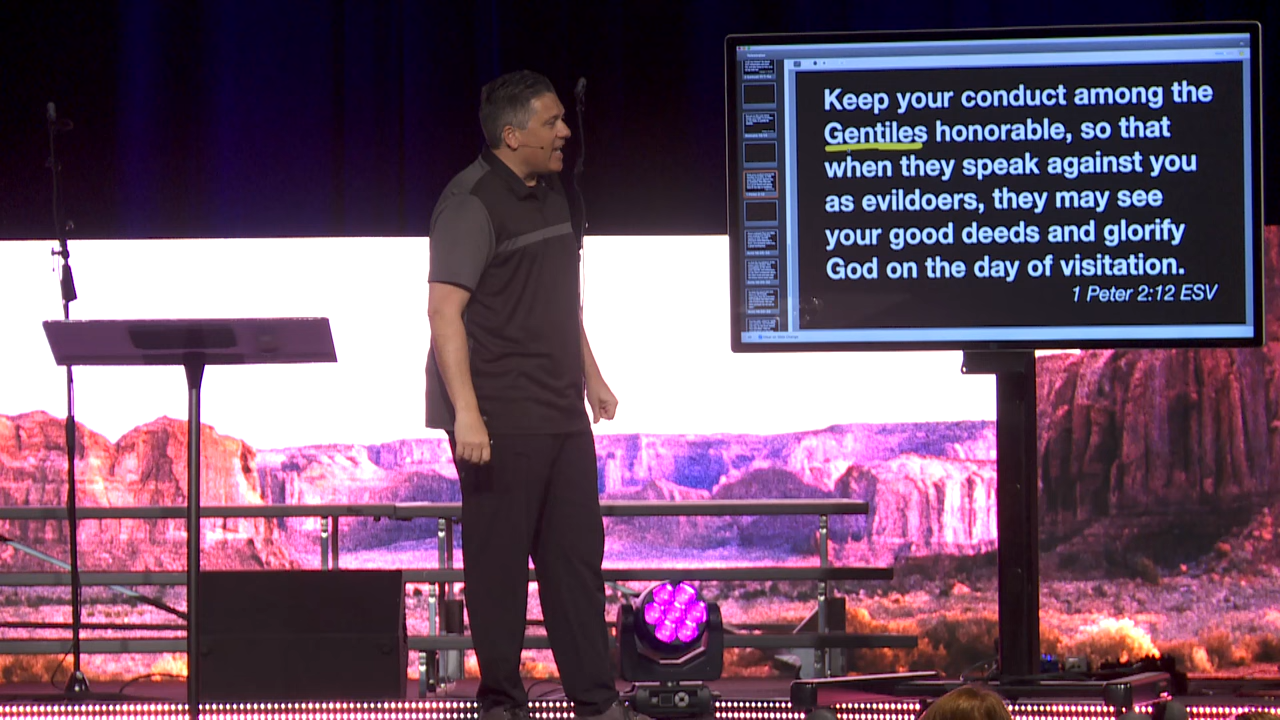 Keep your conduct among the
Gentiles honorable, so that
when they speak against you
as evildoers, they may see
your good deeds and glorify
God on the day of visitation.
1 Peter 2:12 ESV